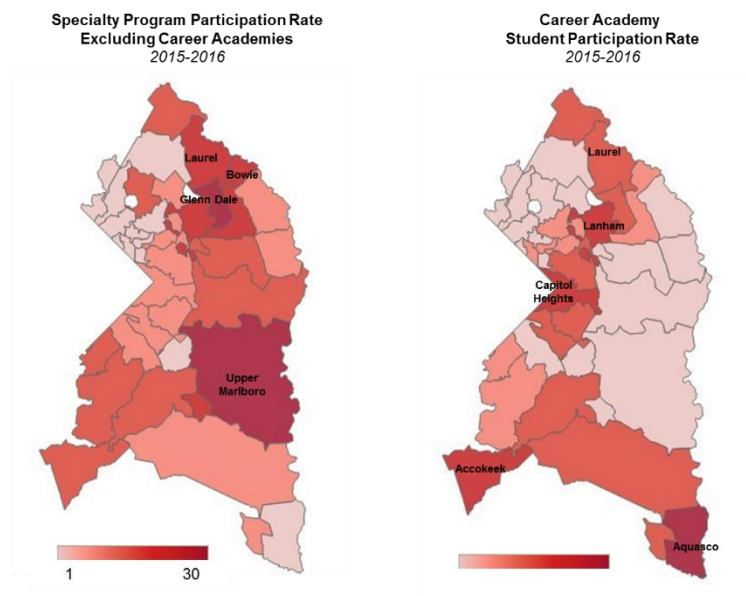 Specialty Program Participation Rate
Excluding Career Academies
2015-2016
Laurel
Bowie
Glenn Dale
Upper
Marlboro
1 30
Career Academy
Student Participation Rate
2015-2016
Laurel
Lanham
Capitol
Heights
Accokeek
Aquasco